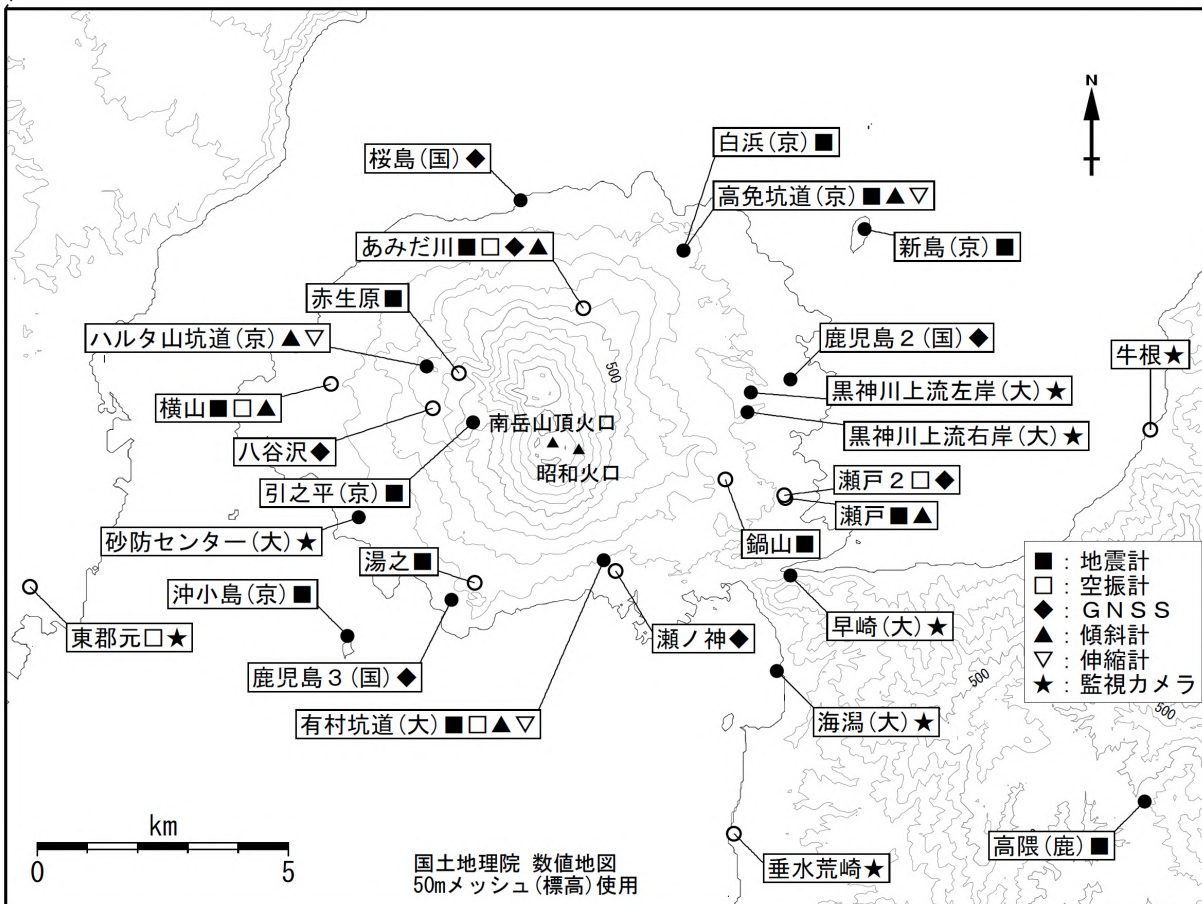 N
白浜(京)■
桜島(国)◆
高免坑道(京)■▲▽
あみだ川■□◆▲
新島(京)■
赤生原■
ハルタ山坑道(京)▲▽
鹿児島2(国)◆
牛根★
500
黒神川上流左岸(大)★
横山■□▲
南岳山頂火口
黒神川上流右岸(大)★
八谷沢◆
昭和火口
瀬戸2□◆
引之平(京)■
瀬戸■▲
砂防センター(大)★
鍋山■
湯之■
■:地震計
□:空振計
◆:GNSS
▲:傾斜計
▽:伸縮計
★:監視カメラ
沖小島(京)■
東郡元□★
瀬ノ神◆
早崎(大)★
鹿児島3(国)◆
500
500
有村坑道(大)■□▲▽
海潟(大)★
km
0 5
国土地理院 数値地図
50mメッシュ(標高)使用
高隈(鹿)■
垂水荒崎★